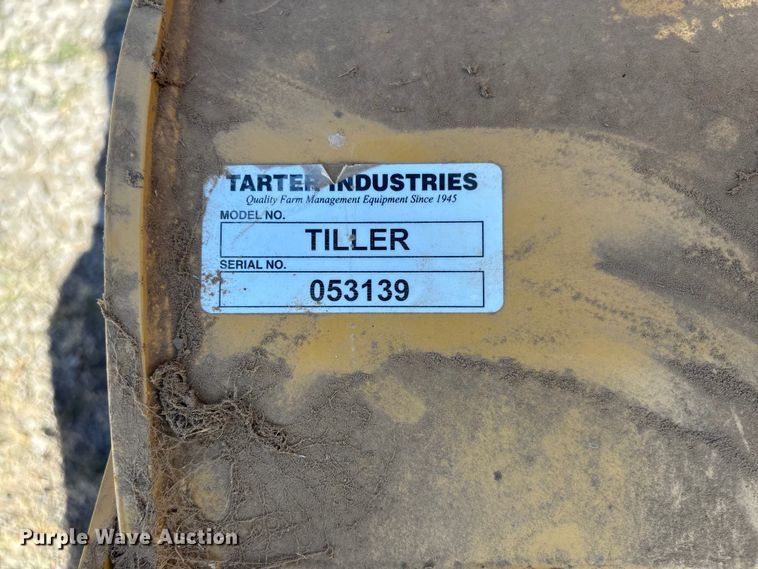 TARTER INDUSTRIES
Quality Farm Management Equipment Since 1945
MODEL NO.
TILLER
SERIAL NO.
053139
Purple Wave Auction